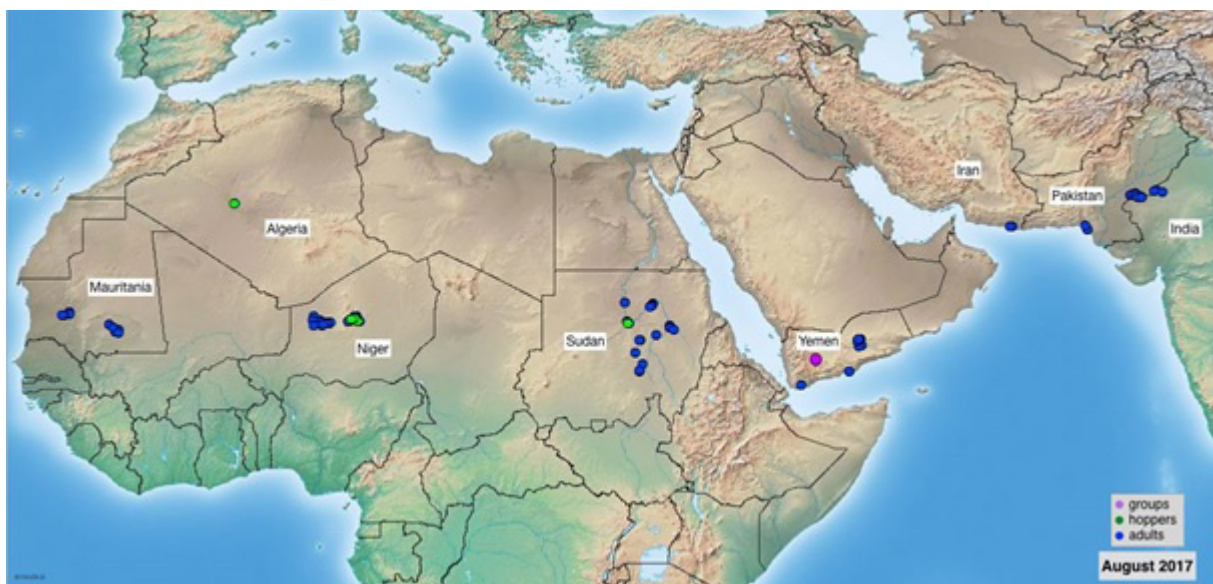 Iran
Pakistan
Algeria
India
Mauritania
Sudan
Yemen
Niger
groups
hoppers
adults
August 2017